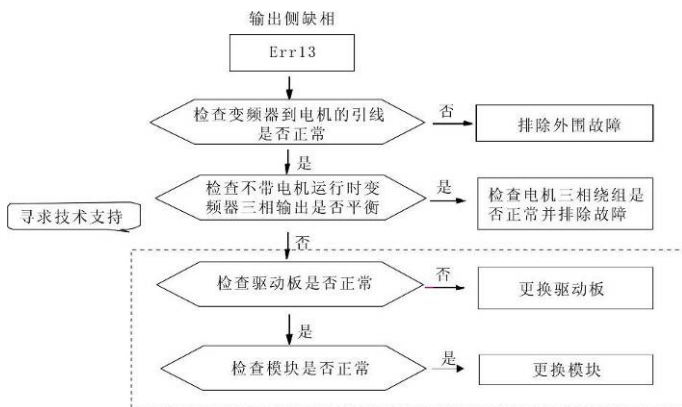 输出侧缺相
Err13
检查变频器到电机的引线
是否正常
否
排除外围故障
是
检查不带电机运行时变
频器三相输出是否平衡
是
检查电机三相绕组是
否正常并排除故障
寻求技术支持
否
检查驱动板是否正常
否
更换驱动板
是
检查模块是否正常
是
更换模块